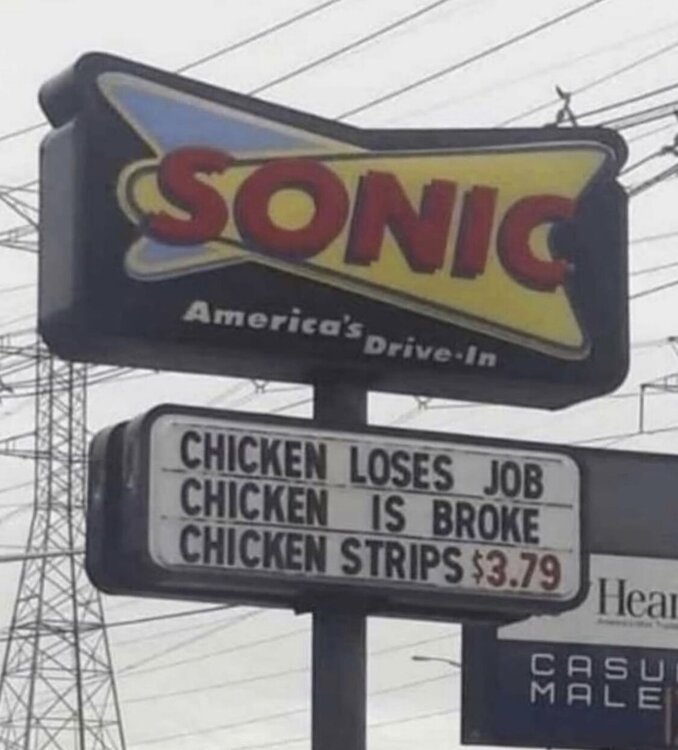 SONIC
America's Drive-In
CHICKEN LOSES JOB
CHICKEN IS BROKE
CHICKEN STRIPS $3.79
Hear
CASU
MALE